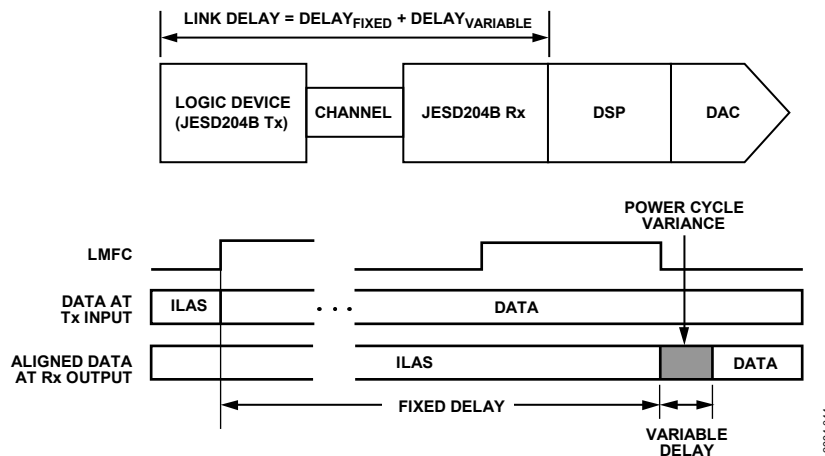 LINK DELAY = DELAYFIXED + DELAYVARIABLE
LOGIC DEVICE
(JESD204B Tx)
CHANNEL
JESD204B Rx
DSP
DAC
POWER CYCLE
VARIANCE
LMFC
DATA AT
Tx INPUT
ILAS
. . .
DATA
ALIGNED DATA
AT Rx OUTPUT
ILAS
DATA
FIXED DELAY
VARIABLE
DELAY